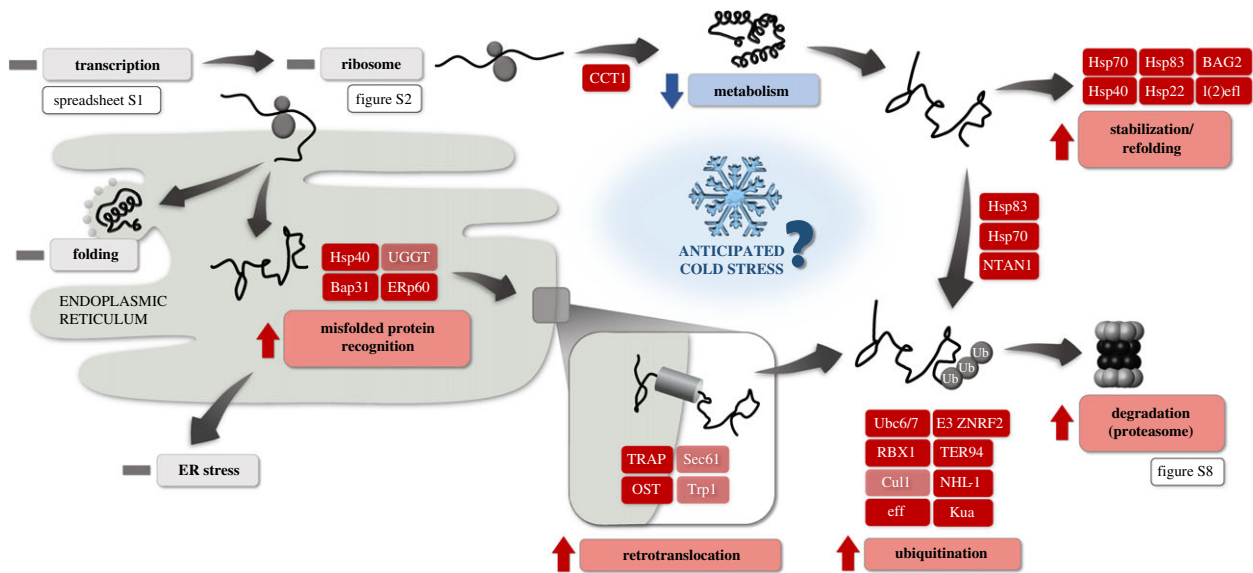 transcription
spreadsheet S1
ribosome
figure S2
CCT1
metabolism
Hsp70 Hsp83 BAG2
Hsp40 Hsp22 l(2)efl
stabilization/
refolding
folding
ENDOPLASMIC
RETICULUM
Hsp40 UGGT
Bap31 ERp60
misfolded protein
recognition
ANTICIPATED
COLD STRESS ?
Hsp83
Hsp70
NTAN1
ER stress
TRAP Sec61
OST Trp1
retrotranslocation
Ub
Ub
Ub
Ubc6/7 E3 ZNRF2
RBX1 TER94
Cul1 NHL-1
eff Kua
ubiquitination
degradation
(proteasome)
figure S8